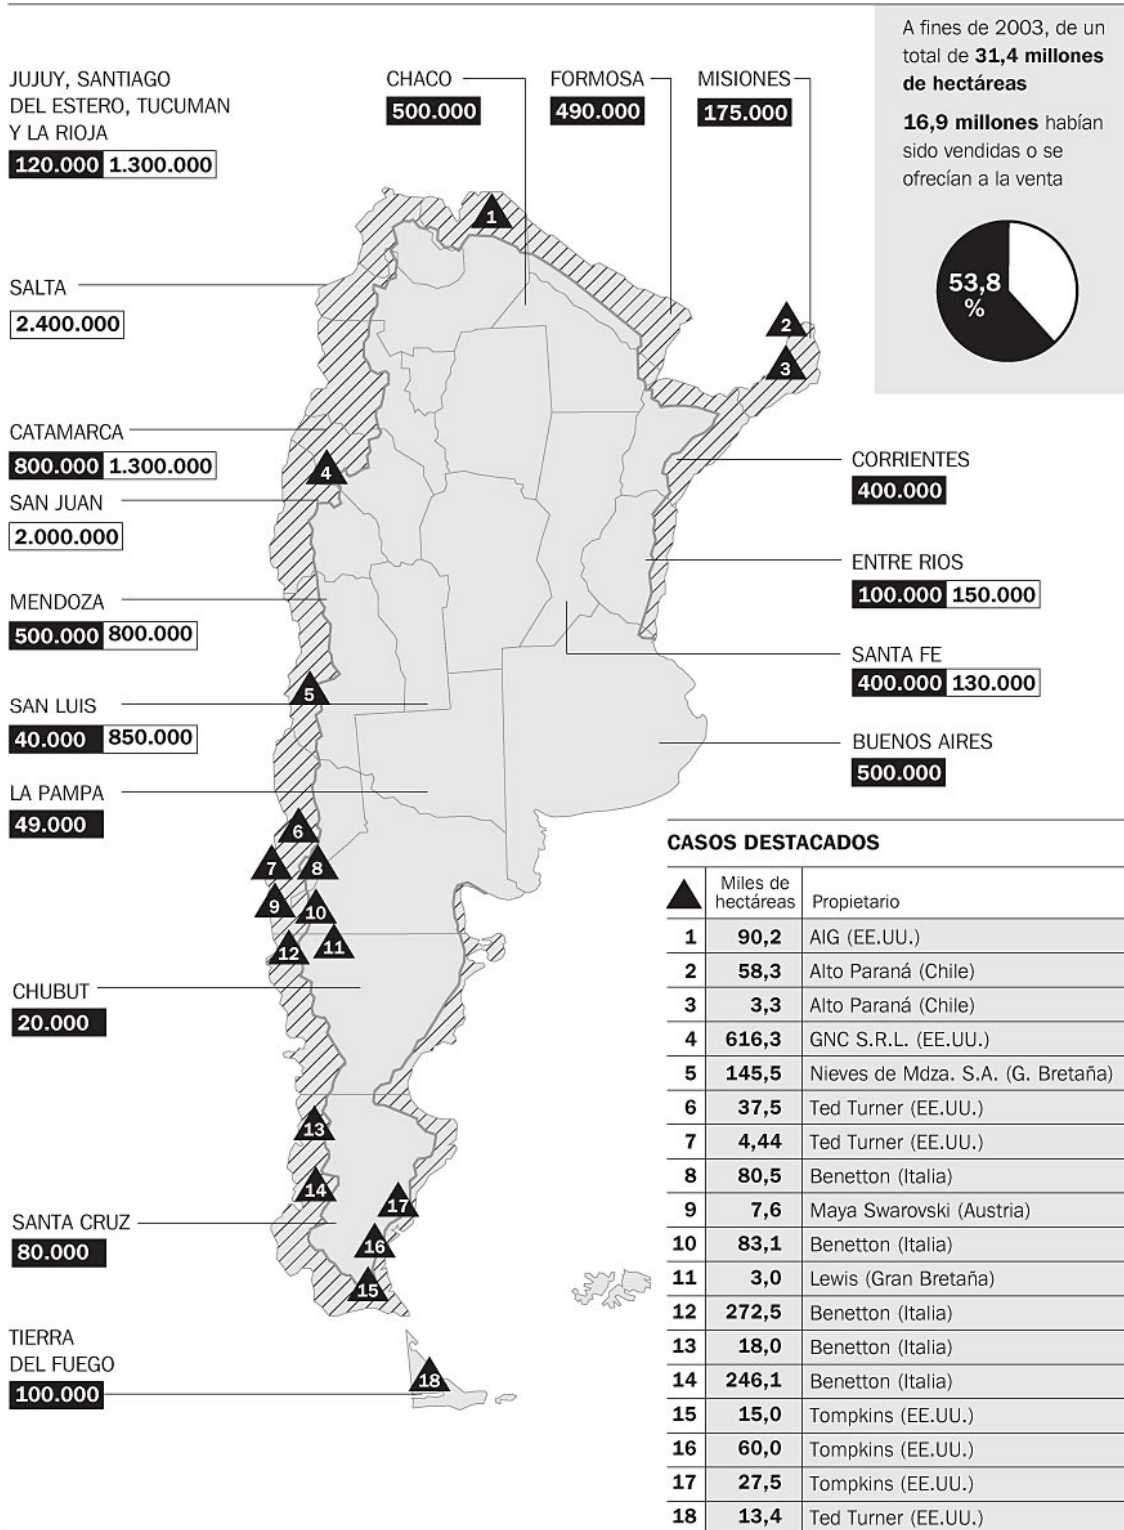 A fines de 2003, de un
total de 31,4 millones
de hectáreas
16,9 millones habían
sido vendidas o se
ofrecían a la venta
53,8
%
JUJUY, SANTIAGO
DEL ESTERO, TUCUMAN
Y LA RIOJA
120.000 1.300.000
CHACO
500.000
FORMOSA
490.000
MISIONES
175.000
SALTA
2.400.000
CATAMARCA
800.000 1.300.000
SAN JUAN
2.000.000
MENDOZA
500.000 800.000
SAN LUIS
40.000 850.000
LA PAMPA
49.000
CHUBUT
20.000
SANTA CRUZ
80.000
TIERRA
DEL FUEGO
100.000
CORRIENTES
400.000
ENTRE RIOS
100.000 150.000
SANTA FE
400.000 130.000
BUENOS AIRES
500.000
1
2
3
4
5
6
7
8
9
10
11
12
13
14
17
16
15
18
CASOS DESTACADOS
Miles de
hectáreas Propietario
1 90,2 AIG (EE.UU.)
2 58,3 Alto Paraná (Chile)
3 3,3 Alto Paraná (Chile)
4 616,3 GNC S.R.L. (EE.UU.)
5 145,5 Nieves de Mdza. S.A. (G. Bretaña)
6 37,5 Ted Turner (EE.UU.)
7 4,44 Ted Turner (EE.UU.)
8 80,5 Benetton (Italia)
9 7,6 Maya Swarovski (Austria)
10 83,1 Benetton (Italia)
11 3,0 Lewis (Gran Bretaña)
12 272,5 Benetton (Italia)
13 18,0 Benetton (Italia)
14 246,1 Benetton (Italia)
15 15,0 Tompkins (EE.UU.)
16 60,0 Tompkins (EE.UU.)
17 27,5 Tompkins (EE.UU.)
18 13,4 Ted Turner (EE.UU.)